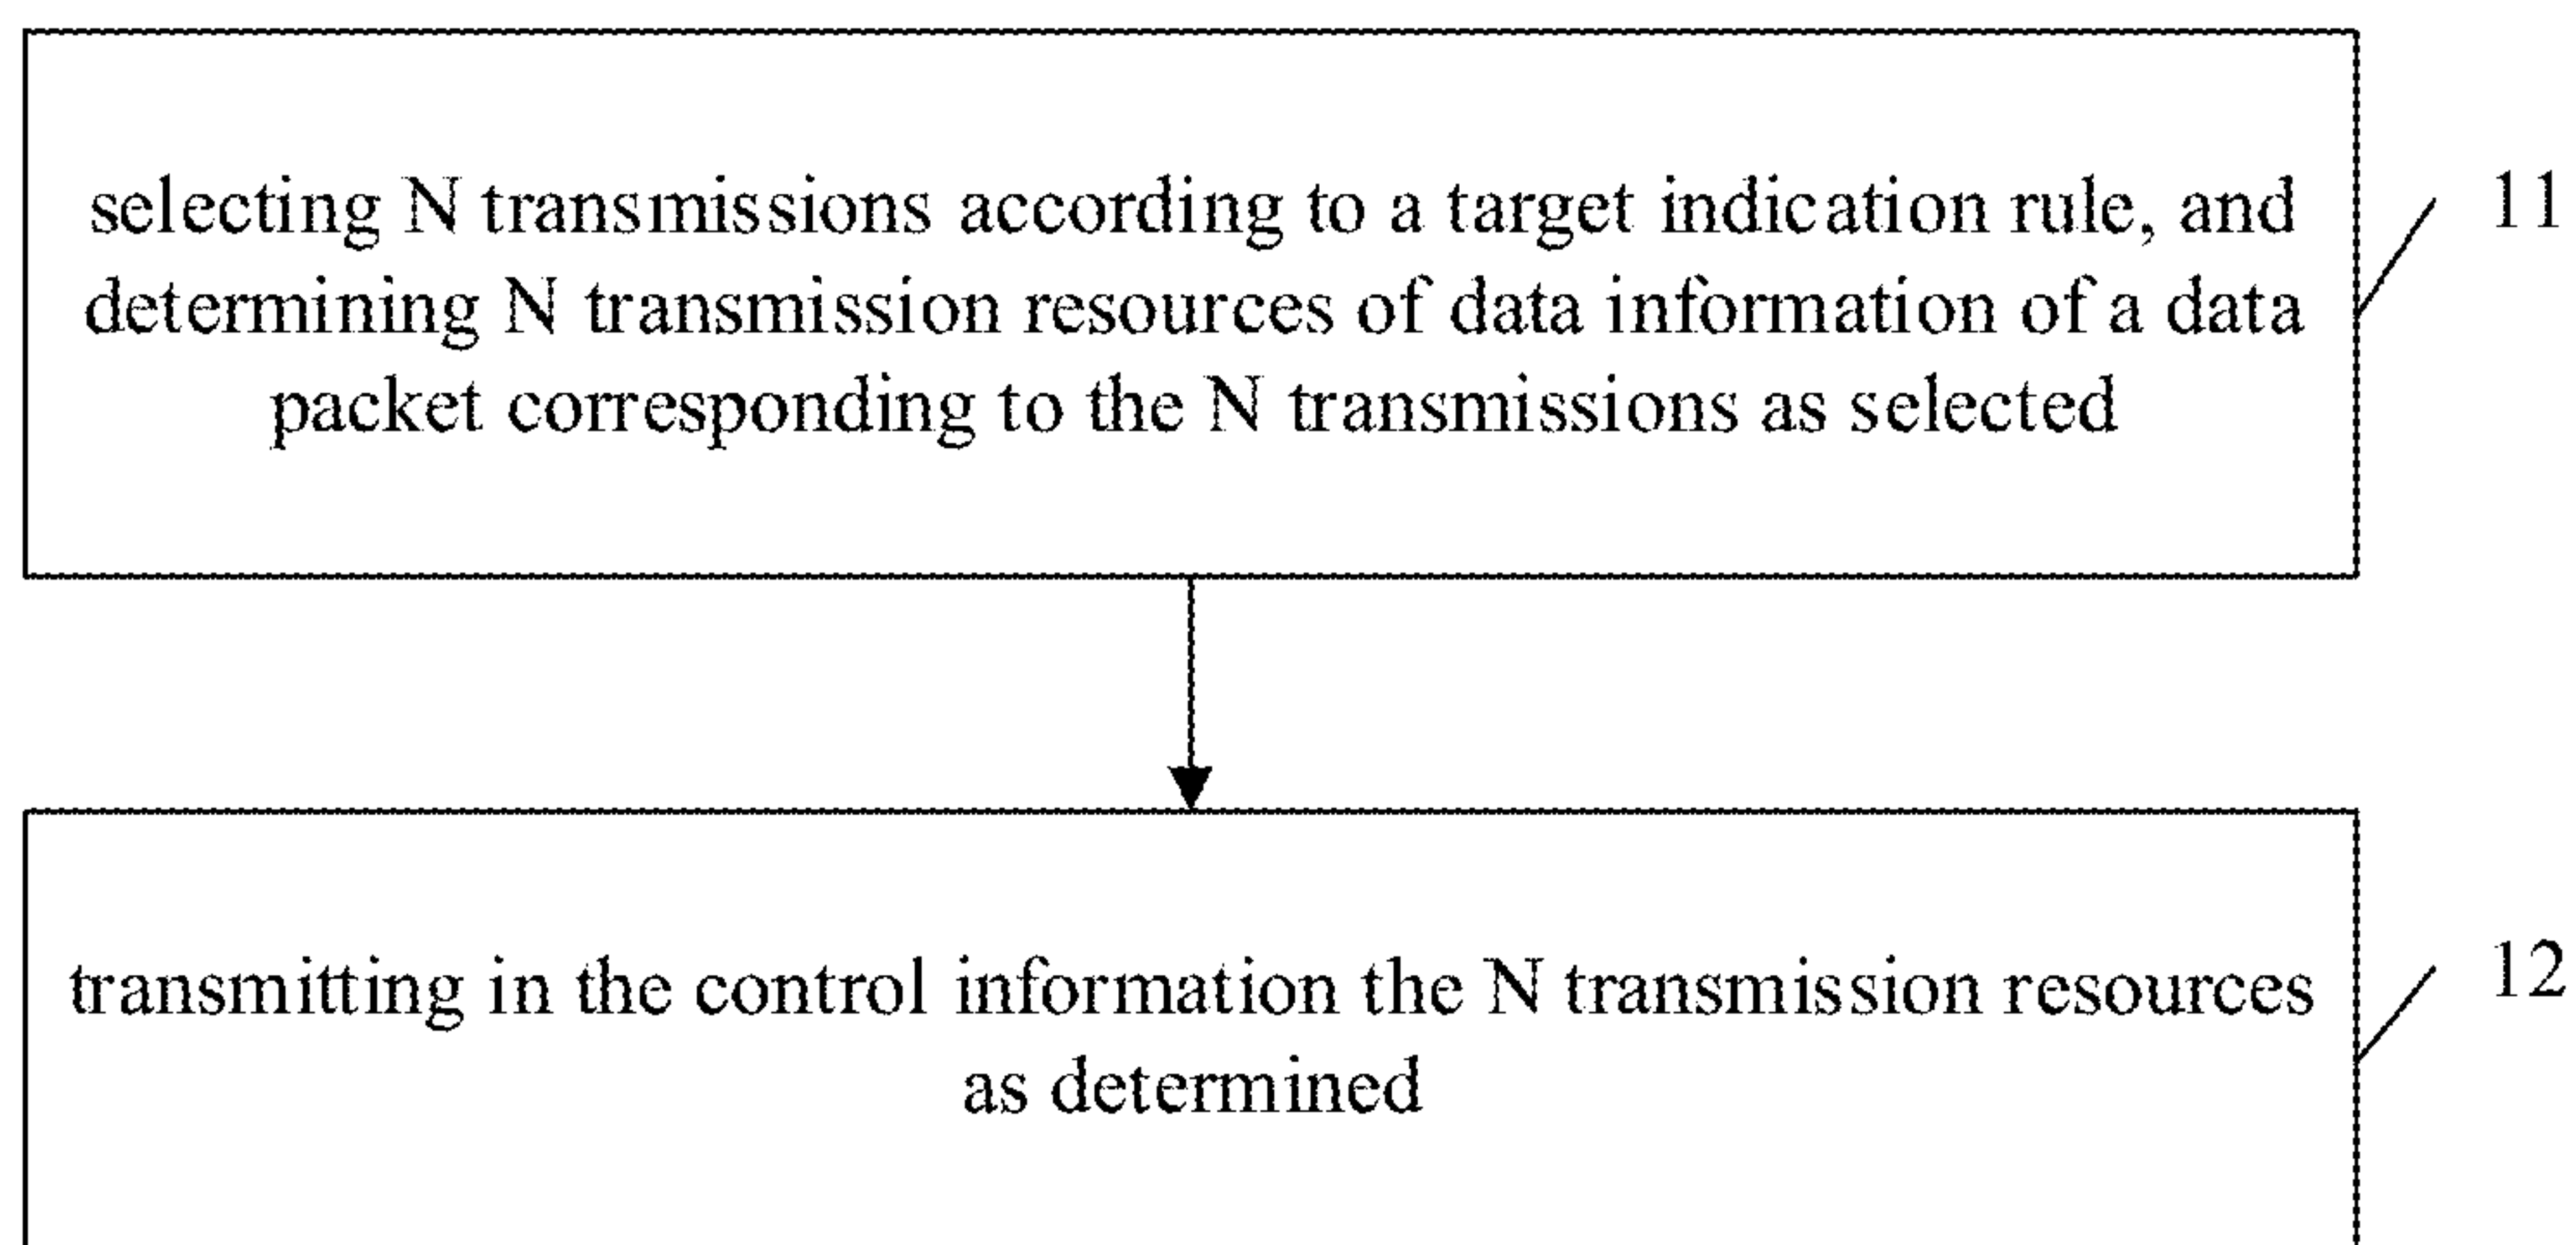 selecting N transmissions according to a target indication rule, and
determining N transmission resources of data information of a data
packet corresponding to the N transmissions as selected
11
transmitting in the control information the N transmission resources
as determined
12